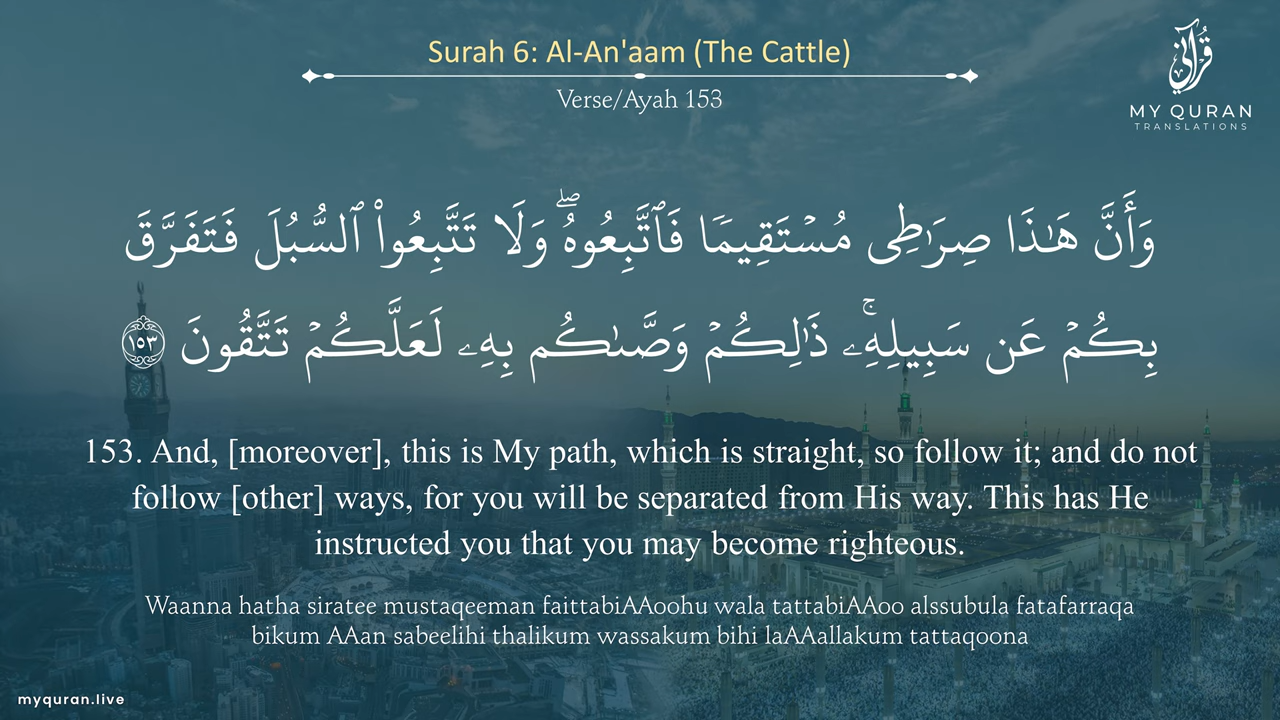 Surah 6: Al-An'aam (The Cattle)
Verse/Ayah 153
قرآني
MY QURAN
TRANSLATIONS
وَأَنَّ هَـٰذَا صِرَٰطِى مُسْتَقِيمًا فَٱتَّبِعُوهُ ۖ وَلَا تَتَّبِعُوا۟ ٱلسُّبُلَ فَتَفَرَّقَ
بِكُمْ عَن سَبِيلِهِۦ ۚ ذَٰلِكُمْ وَصَّىٰكُم بِهِۦ لَعَلَّكُمْ تَتَّقُونَ ١٥٣
153. And, [moreover], this is My path, which is straight, so follow it; and do not
follow [other] ways, for you will be separated from His way. This has He
instructed you that you may become righteous.
Waanna hatha siratee mustaqeeman faittabiAAoohu wala tattabiAAoo alssubula fatafarraqa
bikum AAan sabeelihi thalikum wassakum bihi laAAallakum tattaqoona
myquran.live